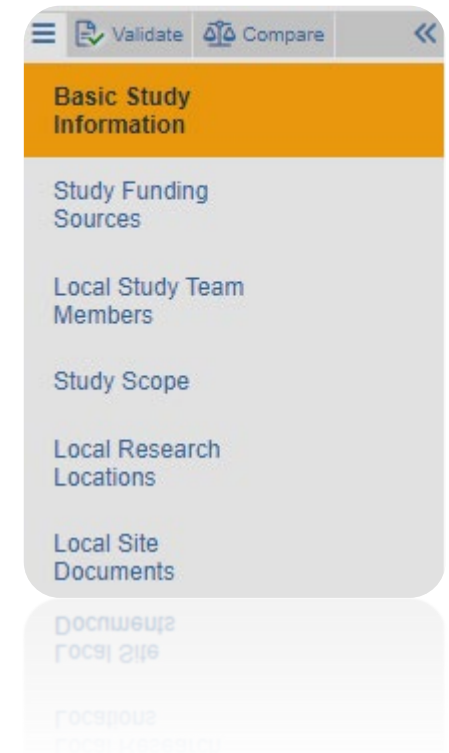 Validate Compare
Basic Study
Information
Study Funding
Sources
Local Study Team
Members
Study Scope
Local Research
Locations
Local Site
Documents